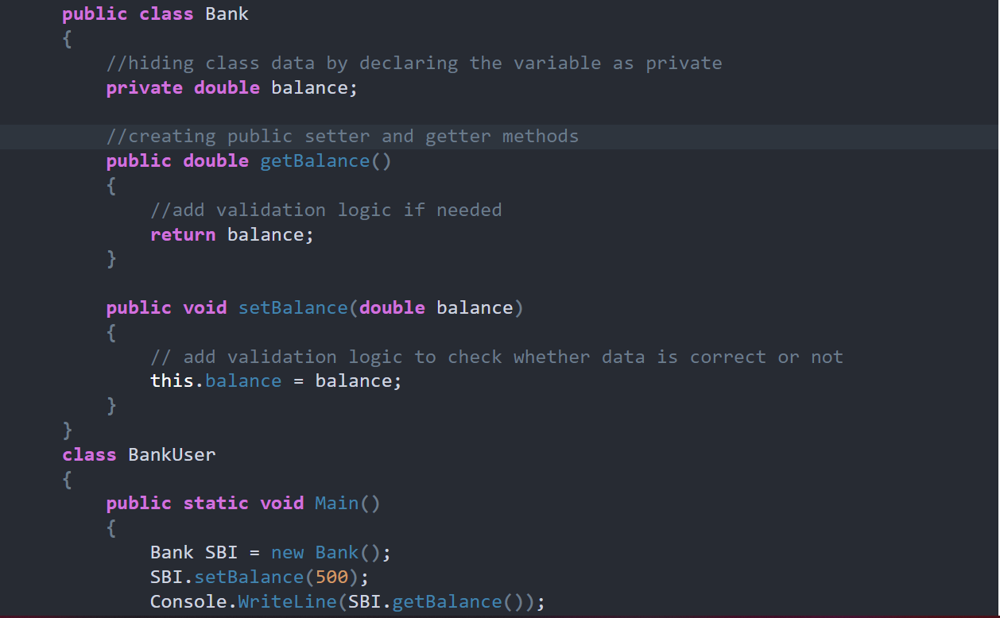 public class Bank
{
//hiding class data by declaring the variable as private
private double balance;
//creating public setter and getter methods
public double getBalance()
{
//add validation logic if needed
return balance;
}
public void setBalance(double balance)
{
// add validation logic to check whether data is correct or not
this.balance = balance;
}
}
class BankUser
{
public static void Main()
{
Bank SBI = new Bank();
SBI.setBalance(500);
Console.WriteLine(SBI.getBalance());